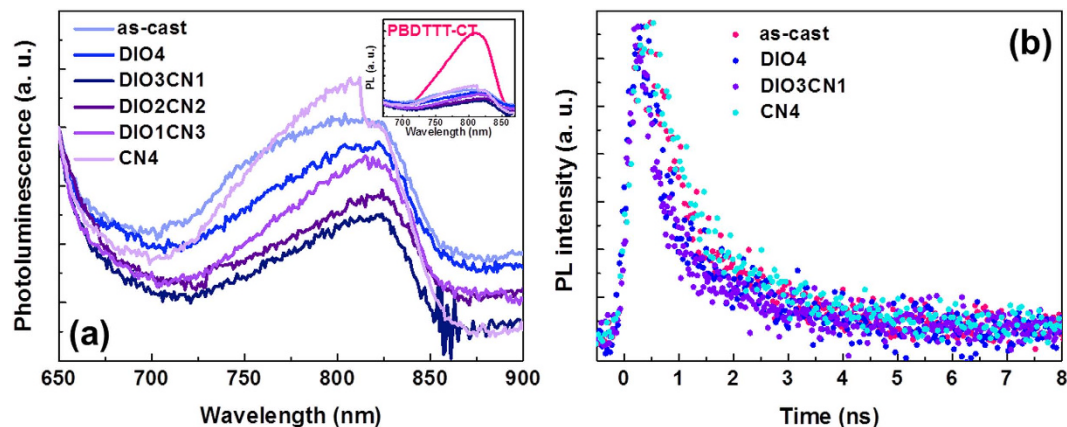 as-cast
DIO4
DIO3CN1
DIO2CN2
DIO1CN3
CN4
PBDTTT-CT
PL (a. u.)
700 750 800 850
Wavelength (nm)
Photoluminescence (a. u.)
(a)
650 700 750 800 850 900
Wavelength (nm)
(b)
as-cast
DIO4
DIO3CN1
CN4
PL intensity (a. u.)
0 1 2 3 4 5 6 7 8
Time (ns)